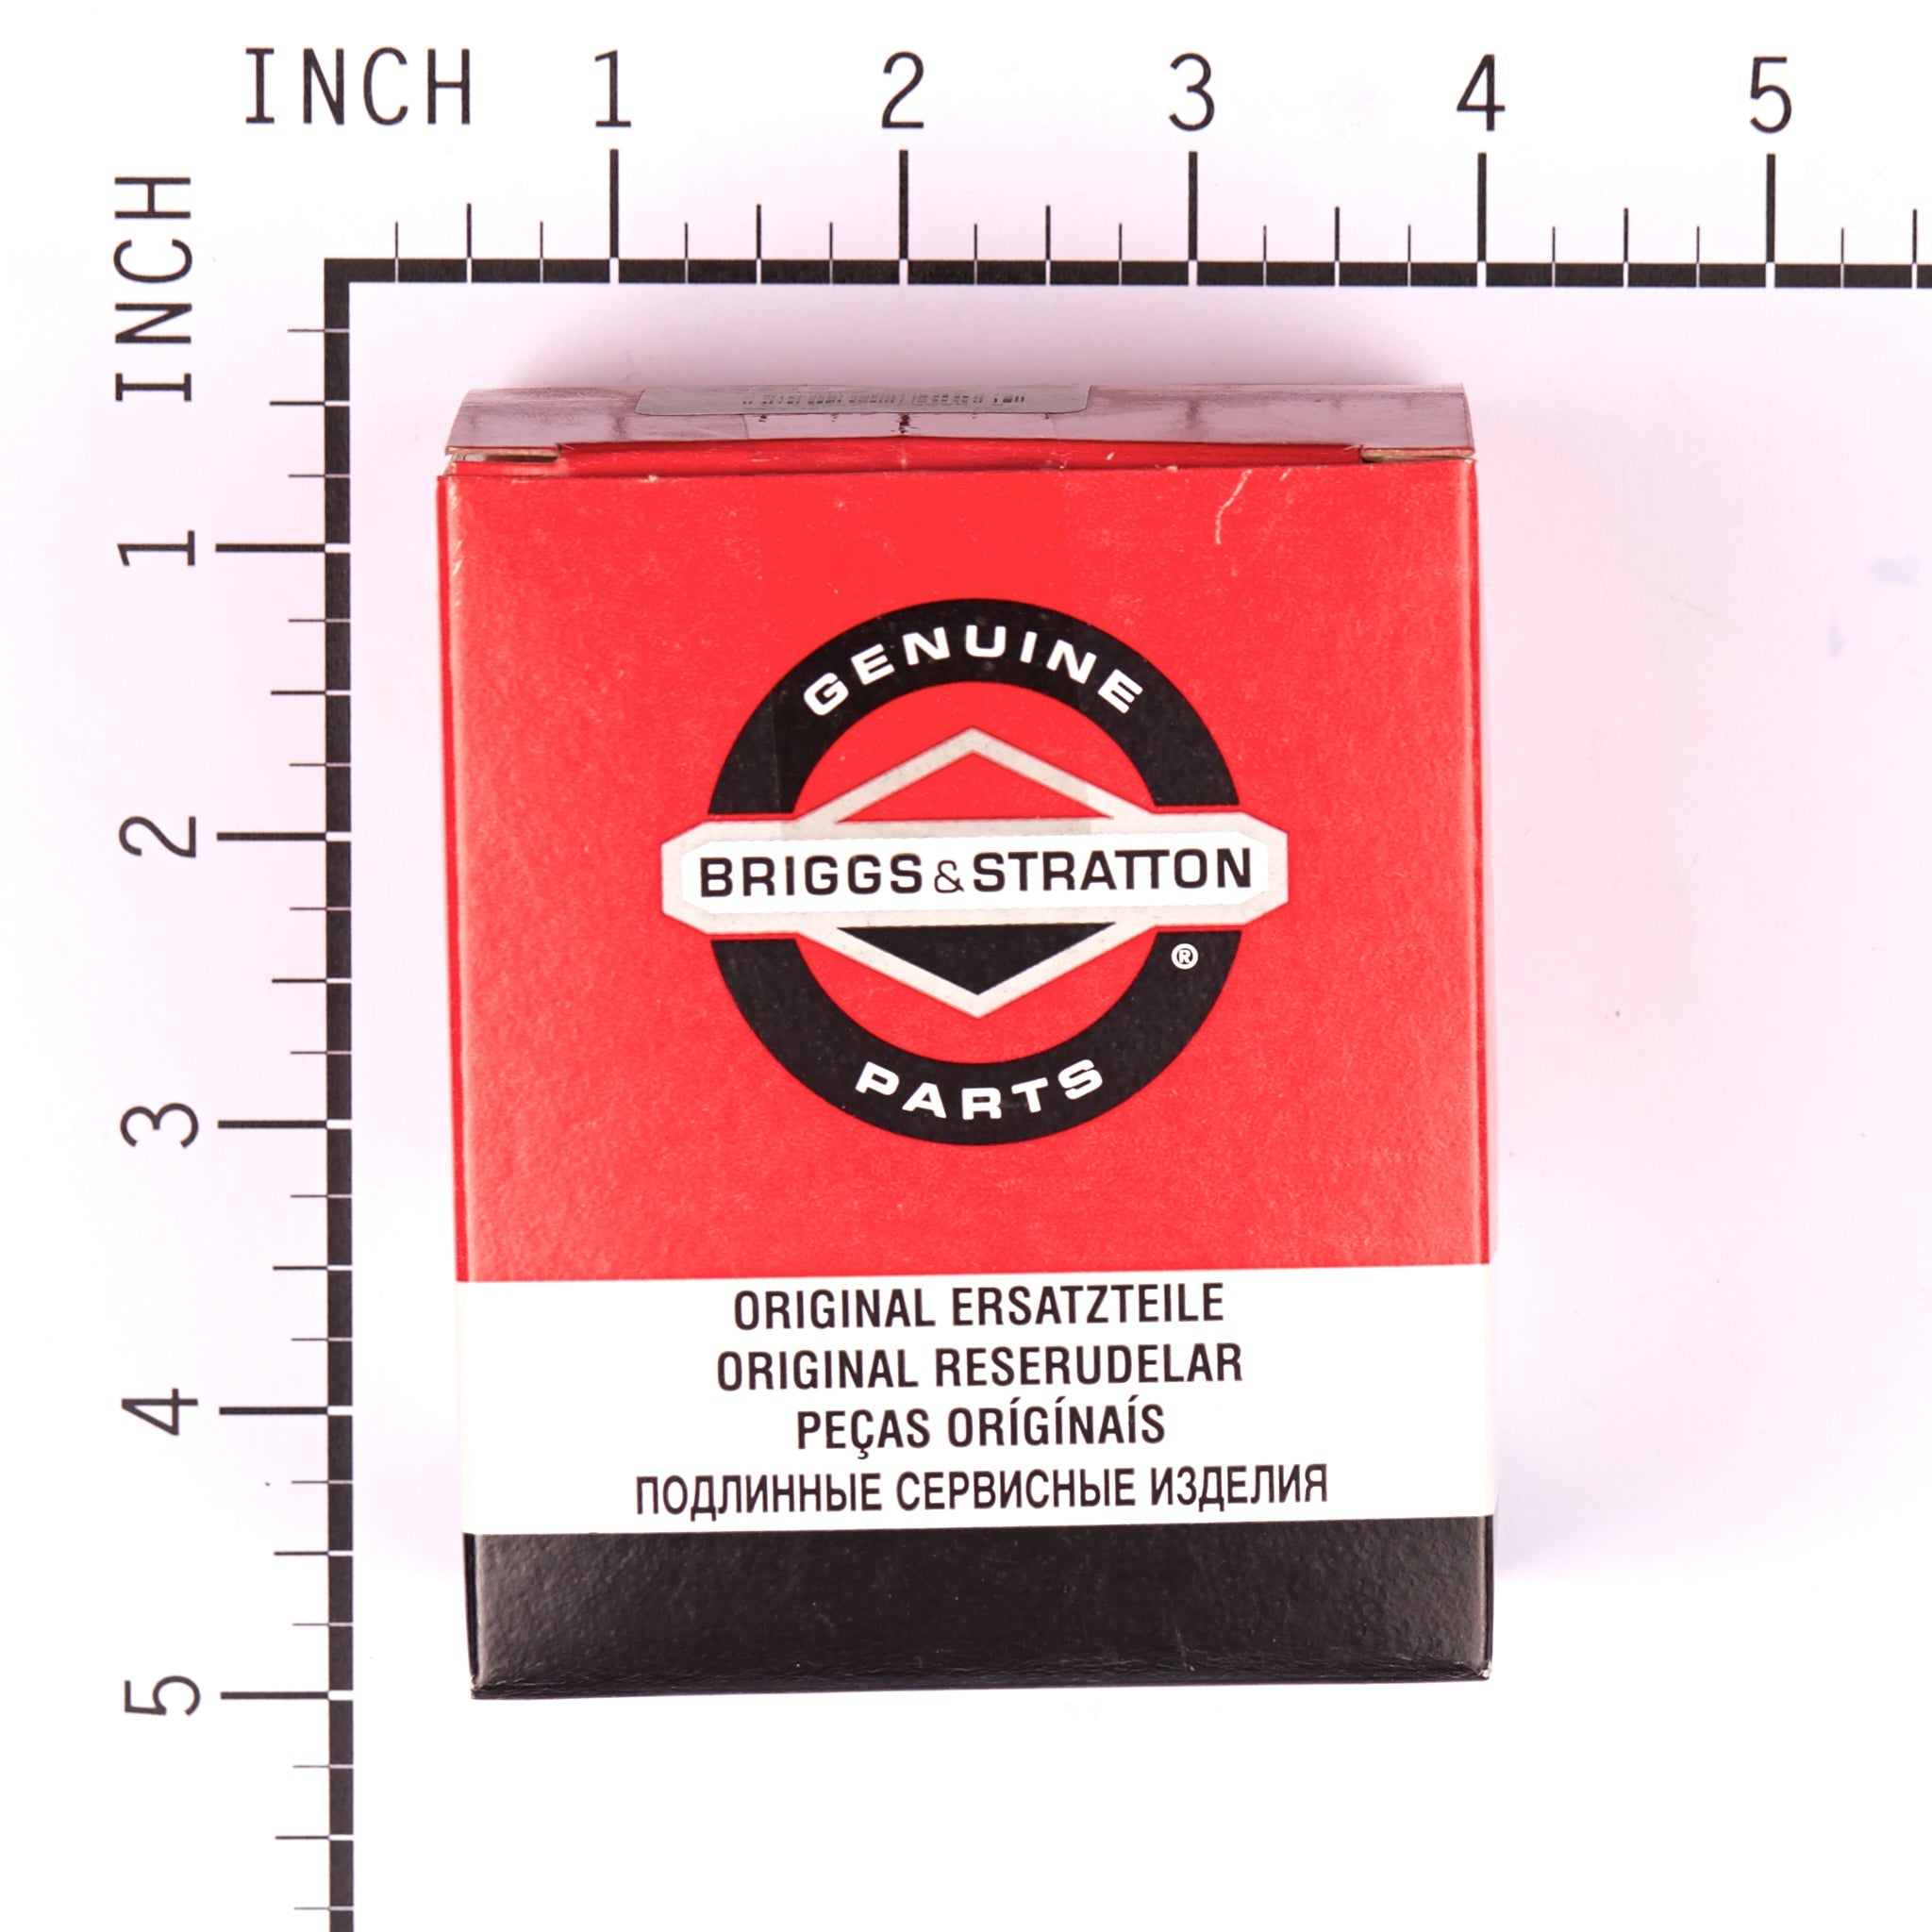 INCH 1 2 3 4 5
INCH 1 2 3 4 5
GENUINE
BRIGGS & STRATTON
®
PARTS
ORIGINAL ERSATZTEILE
ORIGINAL RESERUDELAR
PEÇAS ORÍGÍNAÍS
ПОДЛИННЫЕ СЕРВИСНЫЕ ИЗДЕЛИЯ